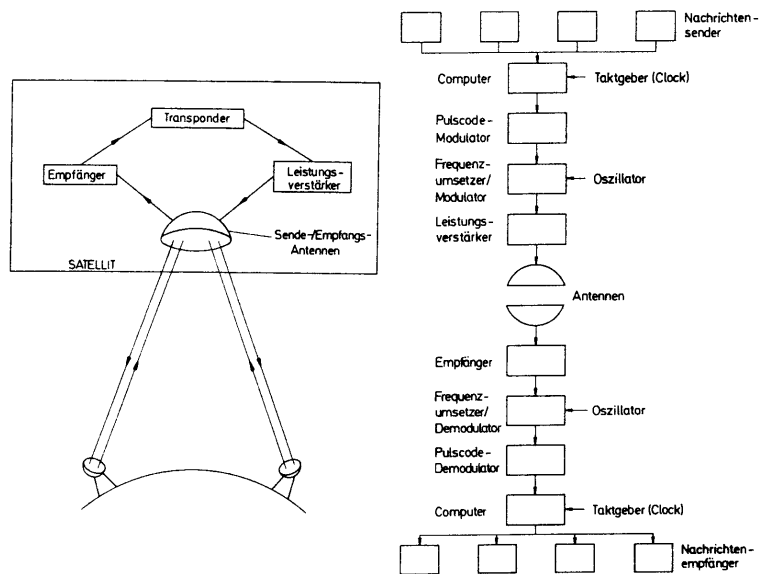 Transponder
Empfänger
Leistungs-
verstärker
Sende-/Empfangs-
Antennen
SATELLIT
Nachrichten-
sender
Computer
Taktgeber (Clock)
Pulscode-
Modulator
Frequenz-
umsetzer/
Modulator
Oszillator
Leistungs-
verstärker
Antennen
Empfänger
Frequenz-
umsetzer/
Demodulator
Oszillator
Pulscode-
Demodulator
Computer
Taktgeber (Clock)
Nachrichten-
empfänger